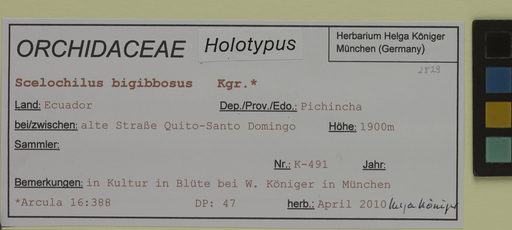 ORCHIDACEAE Holotypus Herbarium Helga Königer
München (Germany)
Scelochilus bigibbosus Kgr.*
Land: Ecuador Dep./Prov./Edo.: Pichincha
bei/zwischen: alte Straße Quito-Santo Domingo Höhe: 1900m
Sammler:
Nr.: K-491 Jahr:
Bemerkungen: in Kultur in Blüte bei W. Königer in München
*Arcula 16:388 DP: 47 herb.: April 2010 Helga Königer